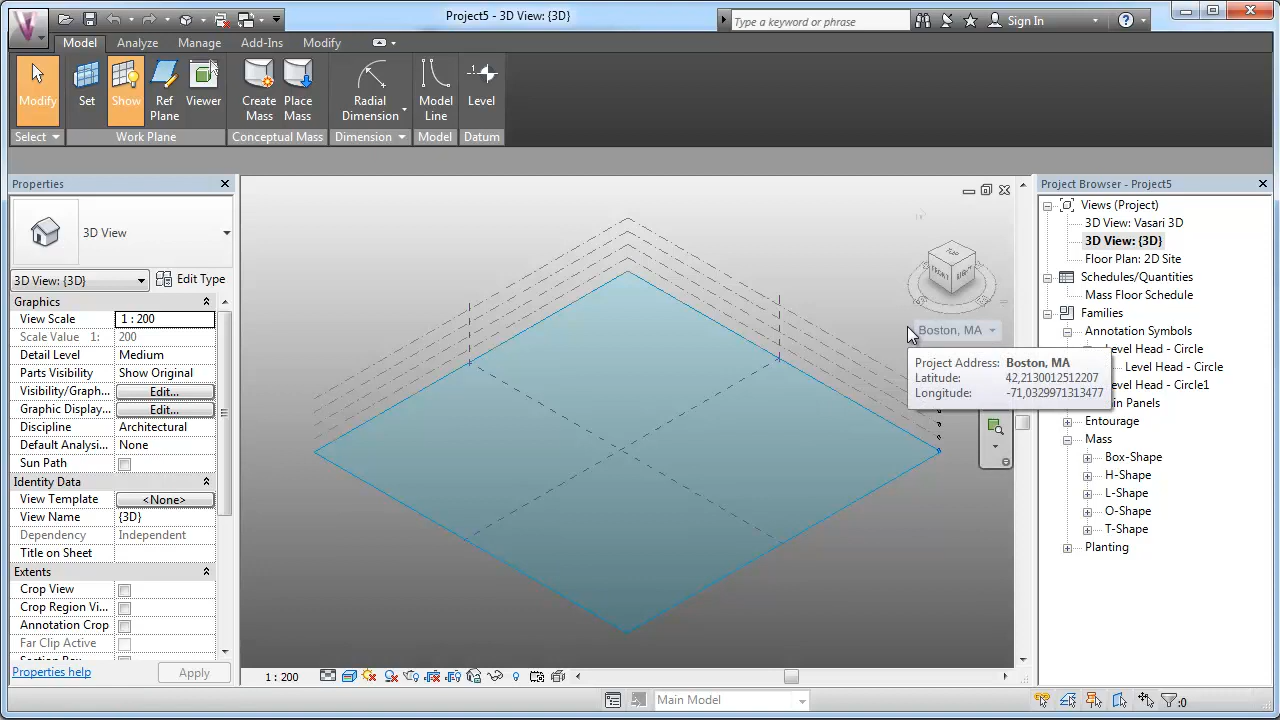 Project5 - 3D View: {3D}
Type a keyword or phrase
Sign In
Model Analyze Manage Add-Ins Modify
Modify
Set
Show
Ref Plane
Viewer
Create Mass
Place Mass
Radial Dimension
Model Line
Level
Select
Work Plane
Conceptual Mass
Dimension
Model
Datum
Properties
3D View
3D View: {3D}
Edit Type
Graphics
View Scale 1 : 200
Scale Value 1: 200
Detail Level Medium
Parts Visibility Show Original
Visibility/Graph... Edit...
Graphic Display... Edit...
Discipline Architectural
Default Analysi... None
Sun Path
Identity Data
View Template <None>
View Name {3D}
Dependency Independent
Title on Sheet
Extents
Crop View
Crop Region Vi...
Annotation Crop
Far Clip Active
Properties help
Apply
TOP
FRONT
RIGHT
Boston, MA
Project Address: Boston, MA
Latitude: 42,2130012512207
Longitude: -71,0329971313477
Project Browser - Project5
Views (Project)
3D View: Vasari 3D
3D View: {3D}
Floor Plan: 2D Site
Schedules/Quantities
Mass Floor Schedule
Families
Annotation Symbols
Level Head - Circle
Level Head - Circle
Level Head - Circle1
in Panels
Entourage
Mass
Box-Shape
H-Shape
L-Shape
O-Shape
T-Shape
Planting
1 : 200
Main Model
:0